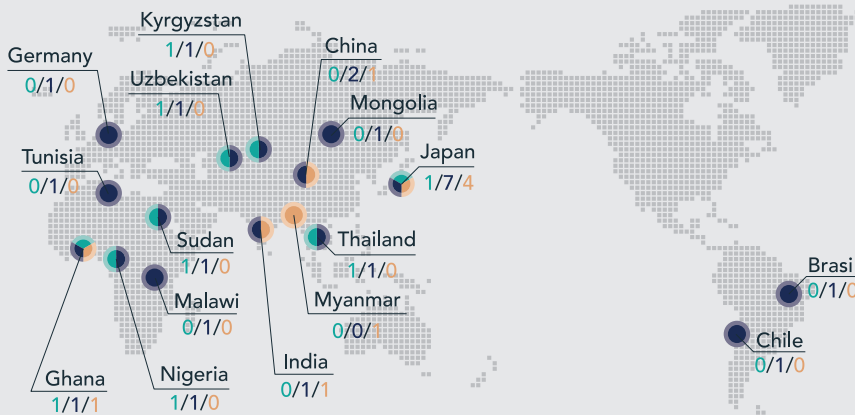 Kyrgyzstan
1/1/0
Germany
0/1/0
China
0/2/1
Uzbekistan
1/1/0
Mongolia
0/1/0
Tunisia
0/1/0
Japan
1/7/4
Sudan
1/1/0
Thailand
1/1/0
Malawi
0/1/0
Myanmar
0/0/1
Brasi
0/1/0
Chile
0/1/0
India
0/1/1
Nigeria
1/1/0
Ghana
1/1/1